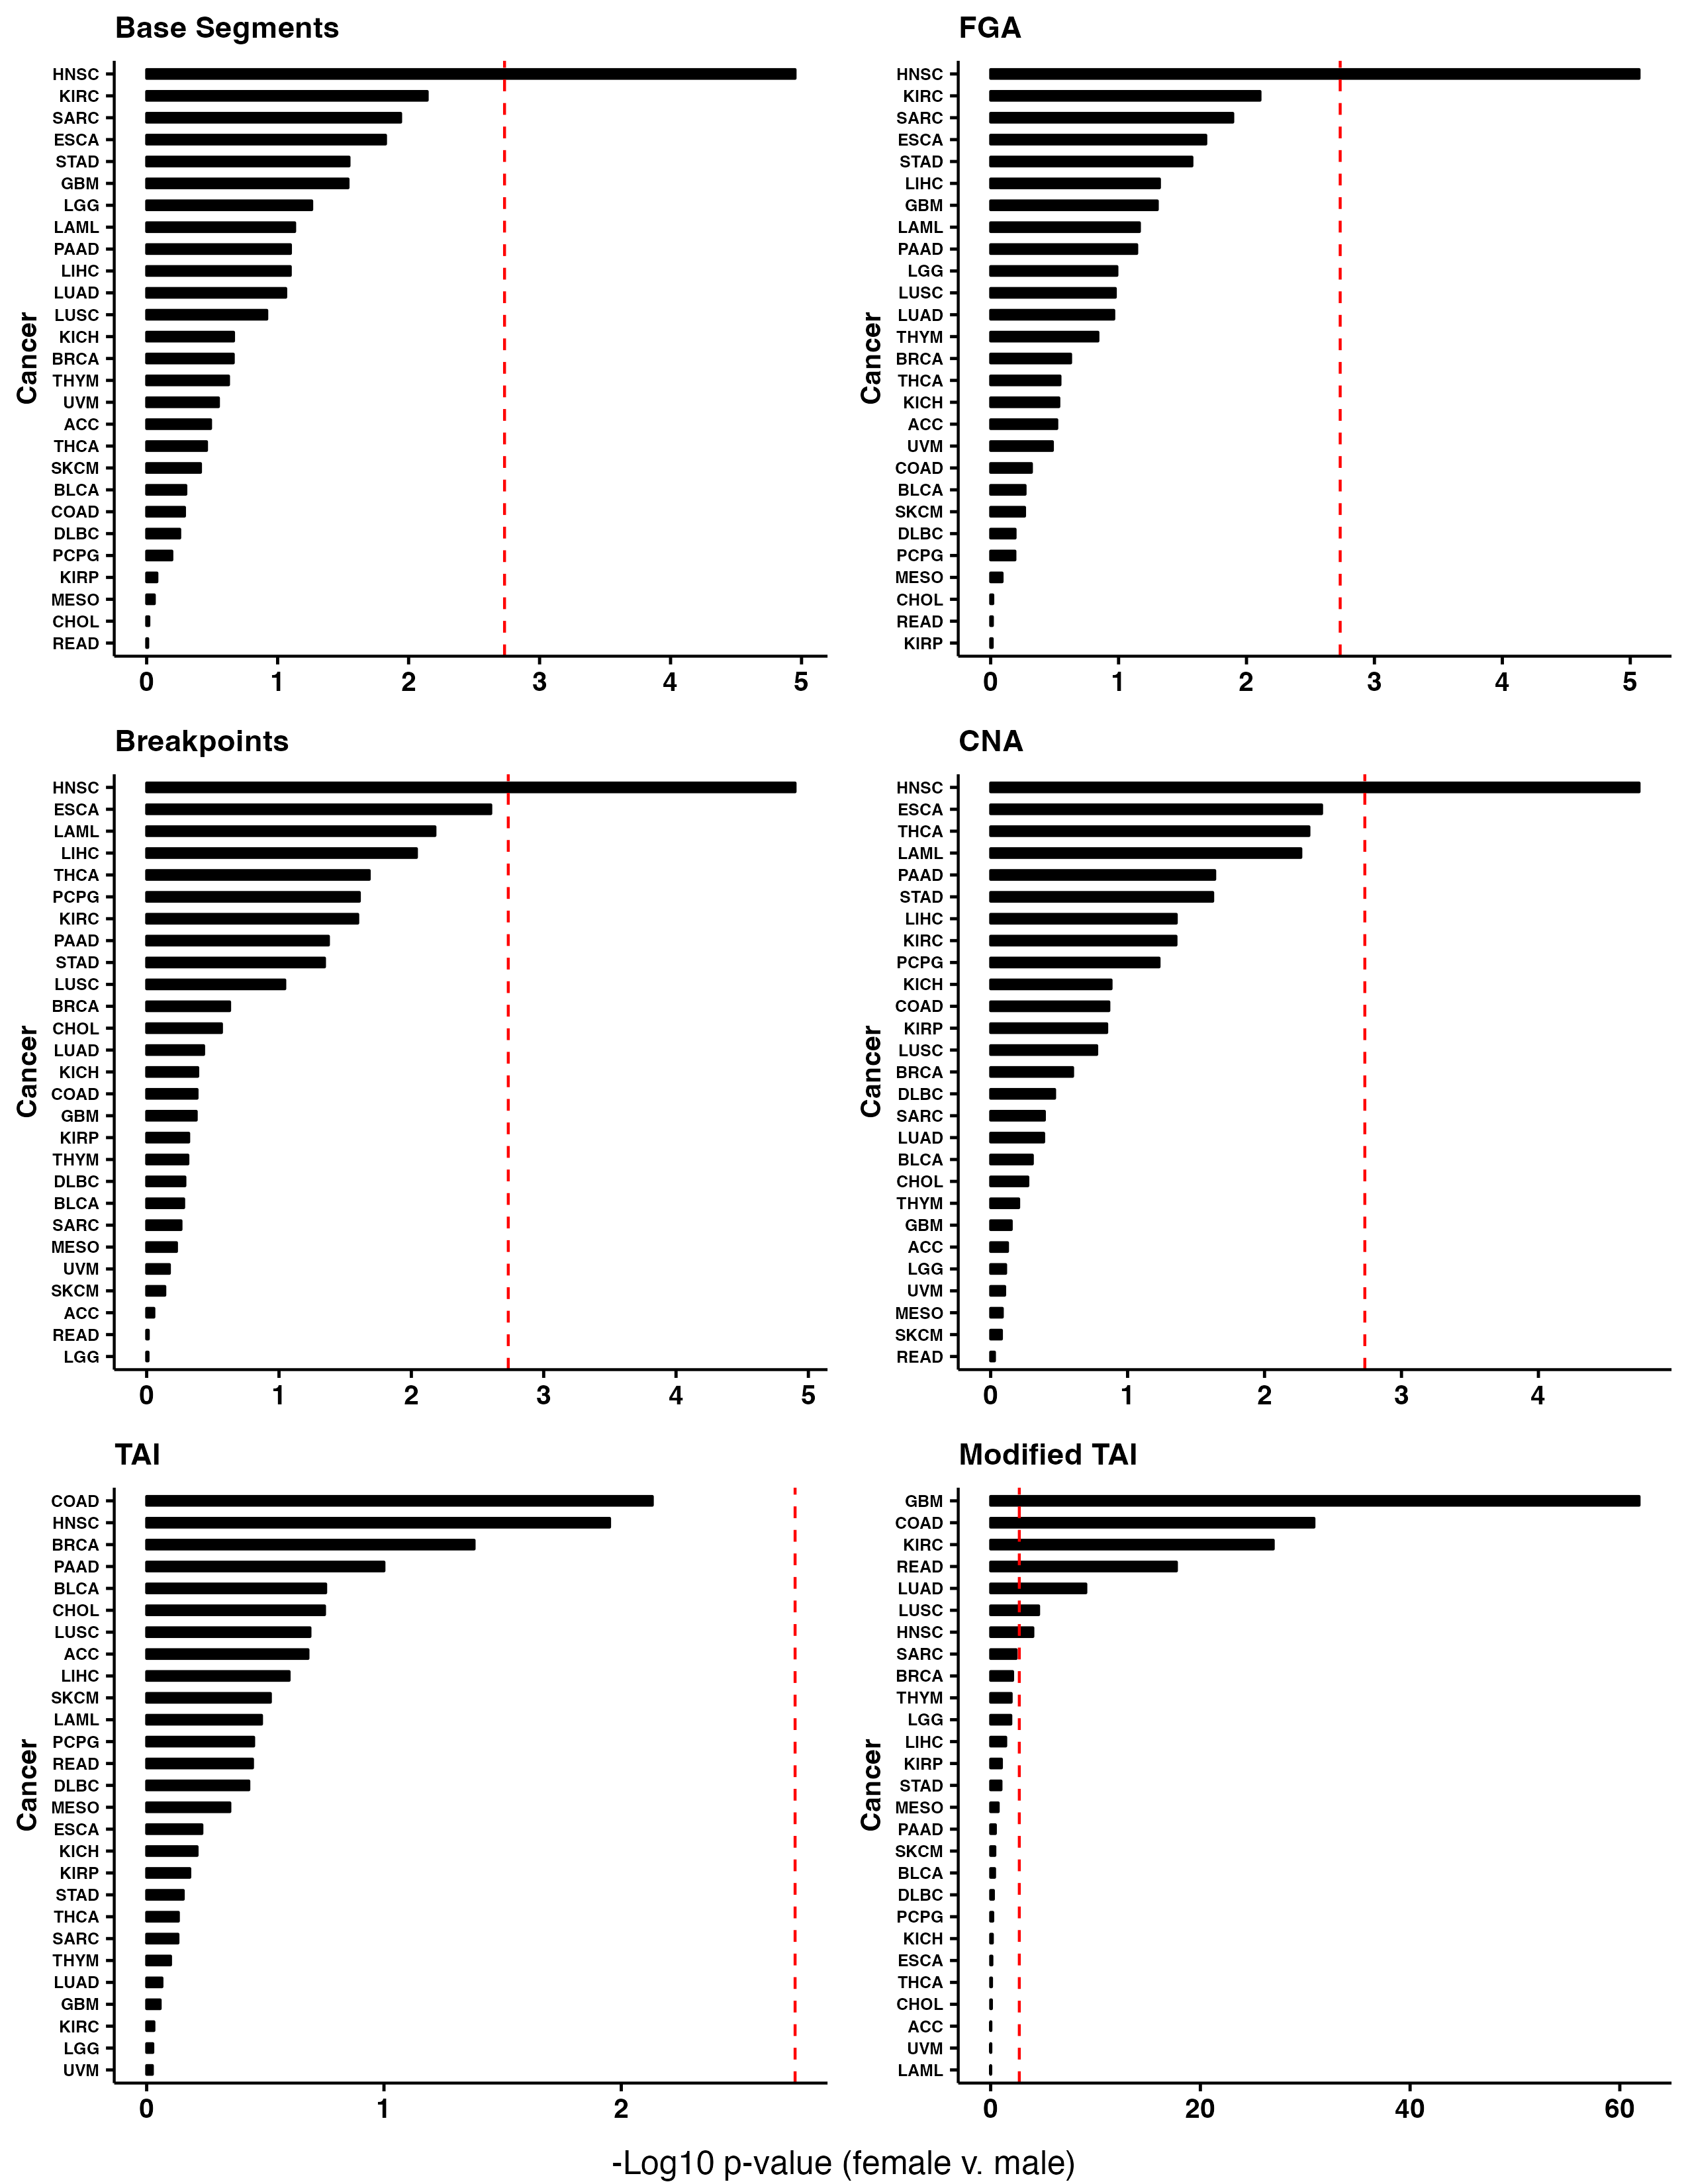 Base Segments
Cancer
HNSC
KIRC
SARC
ESCA
STAD
GBM
LGG
LAML
PAAD
LIHC
LUAD
LUSC
KICH
BRCA
THYM
UVM
ACC
THCA
SKCM
BLCA
COAD
DLBC
PCPG
KIRP
MESO
CHOL
READ
0 1 2 3 4 5
FGA
Cancer
HNSC
KIRC
SARC
ESCA
STAD
LIHC
GBM
LAML
PAAD
LGG
LUSC
LUAD
THYM
BRCA
THCA
KICH
ACC
UVM
COAD
BLCA
SKCM
DLBC
PCPG
MESO
CHOL
READ
KIRP
0 1 2 3 4 5
Breakpoints
Cancer
HNSC
ESCA
LAML
LIHC
THCA
PCPG
KIRC
PAAD
STAD
LUSC
BRCA
CHOL
LUAD
KICH
COAD
GBM
KIRP
THYM
DLBC
BLCA
SARC
MESO
UVM
SKCM
ACC
READ
LGG
0 1 2 3 4 5
CNA
Cancer
HNSC
ESCA
THCA
LAML
PAAD
STAD
LIHC
KIRC
PCPG
KICH
COAD
KIRP
LUSC
BRCA
DLBC
SARC
LUAD
BLCA
CHOL
THYM
GBM
ACC
LGG
UVM
MESO
SKCM
READ
0 1 2 3 4
TAI
Cancer
COAD
HNSC
BRCA
PAAD
BLCA
CHOL
LUSC
ACC
LIHC
SKCM
LAML
PCPG
READ
DLBC
MESO
ESCA
KICH
KIRP
STAD
THCA
SARC
THYM
LUAD
GBM
KIRC
LGG
UVM
0 1 2
Modified TAI
Cancer
GBM
COAD
KIRC
READ
LUAD
LUSC
HNSC
SARC
BRCA
THYM
LGG
LIHC
KIRP
STAD
MESO
PAAD
SKCM
BLCA
DLBC
PCPG
KICH
ESCA
THCA
CHOL
ACC
UVM
LAML
0 20 40 60
-Log10 p-value (female v. male)